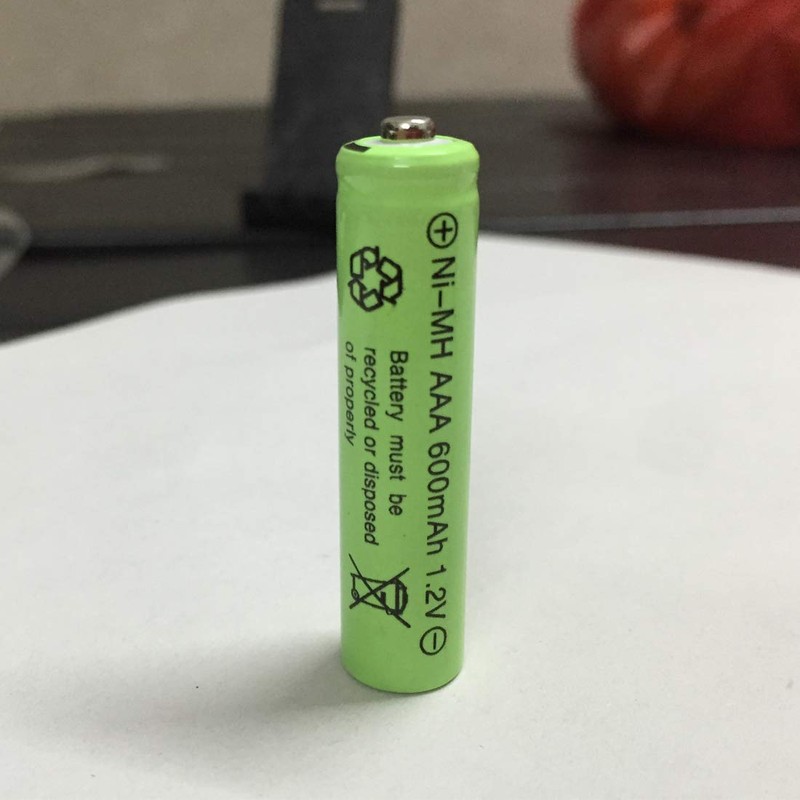 ⊕ Ni-MH AAA 600mAh 1.2V ⊖
Battery must be
recycled or disposed
of properly